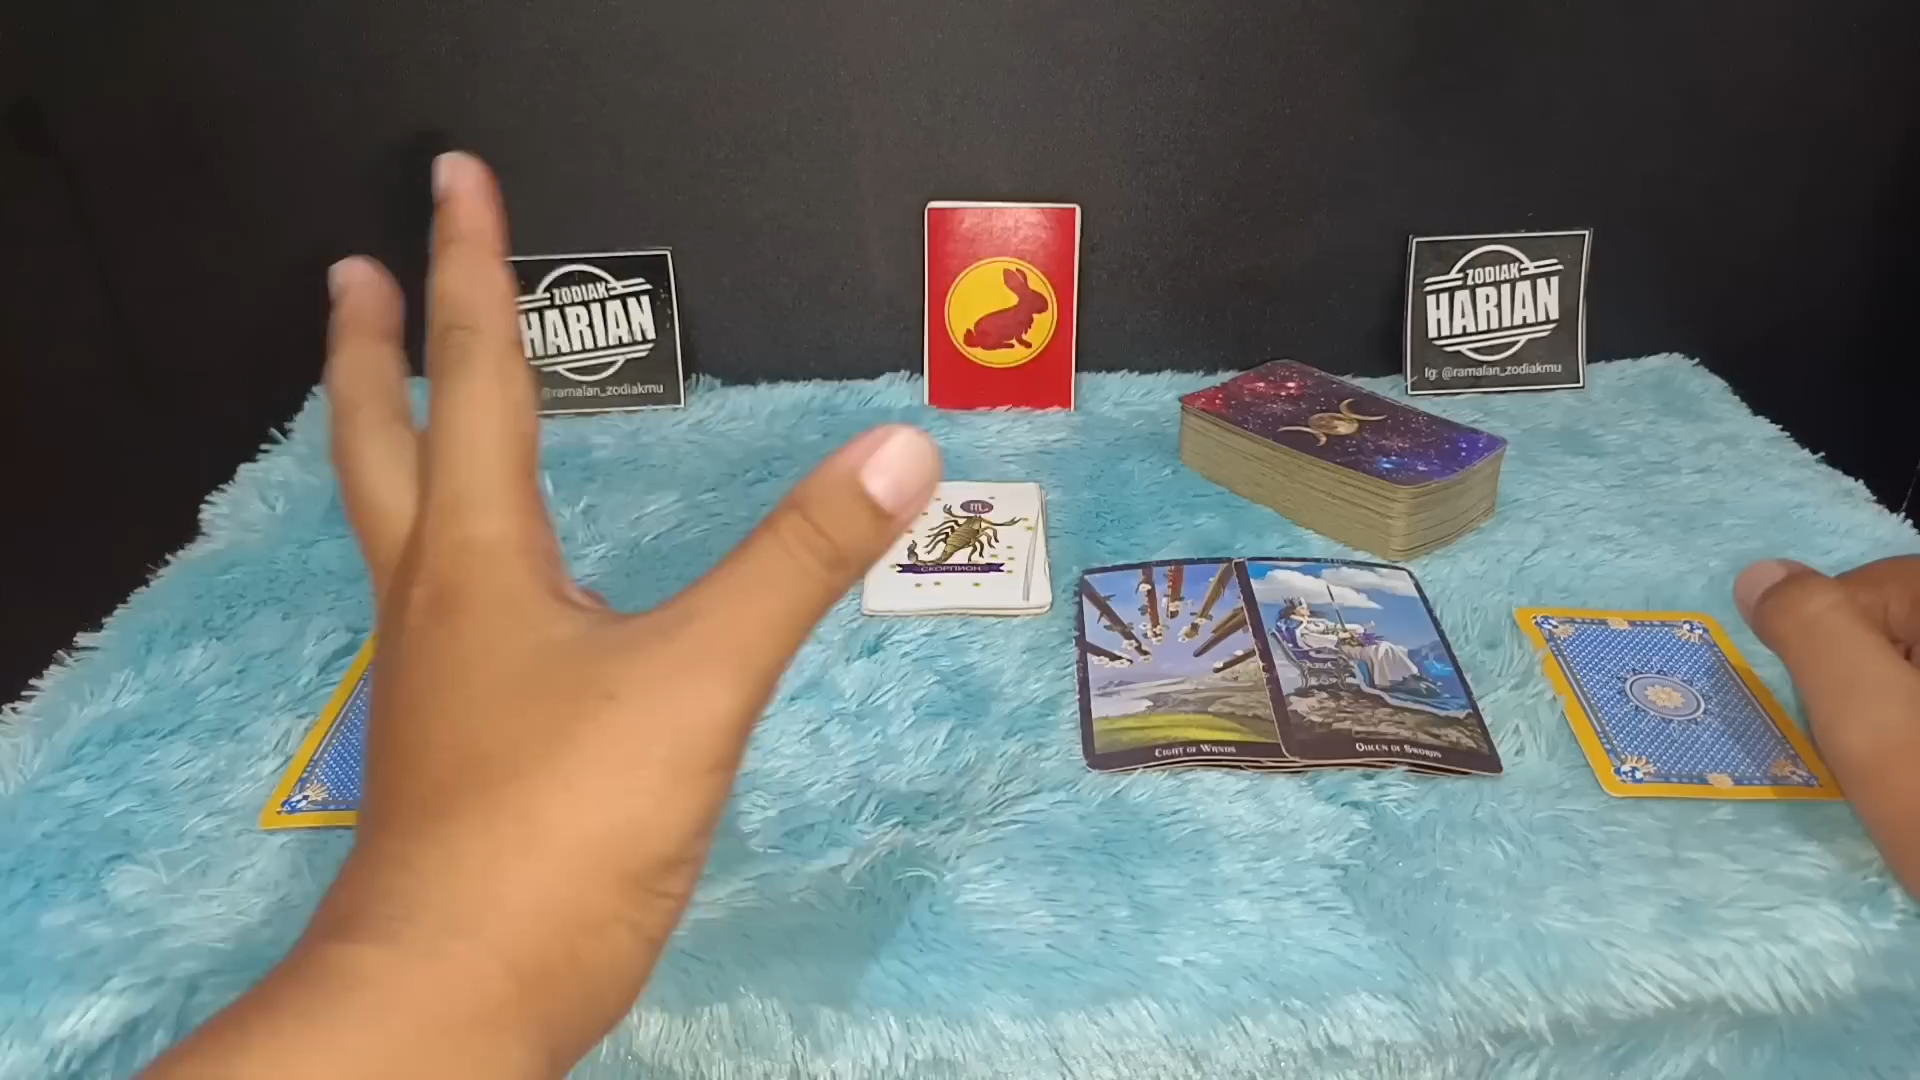 ZODIAK
HARIAN
@ramalan_zodiakmu
ZODIAK
HARIAN
Ig: @ramalan_zodiakmu
♏
СКОРПИОН
Eight of Wands
Queen of Swords